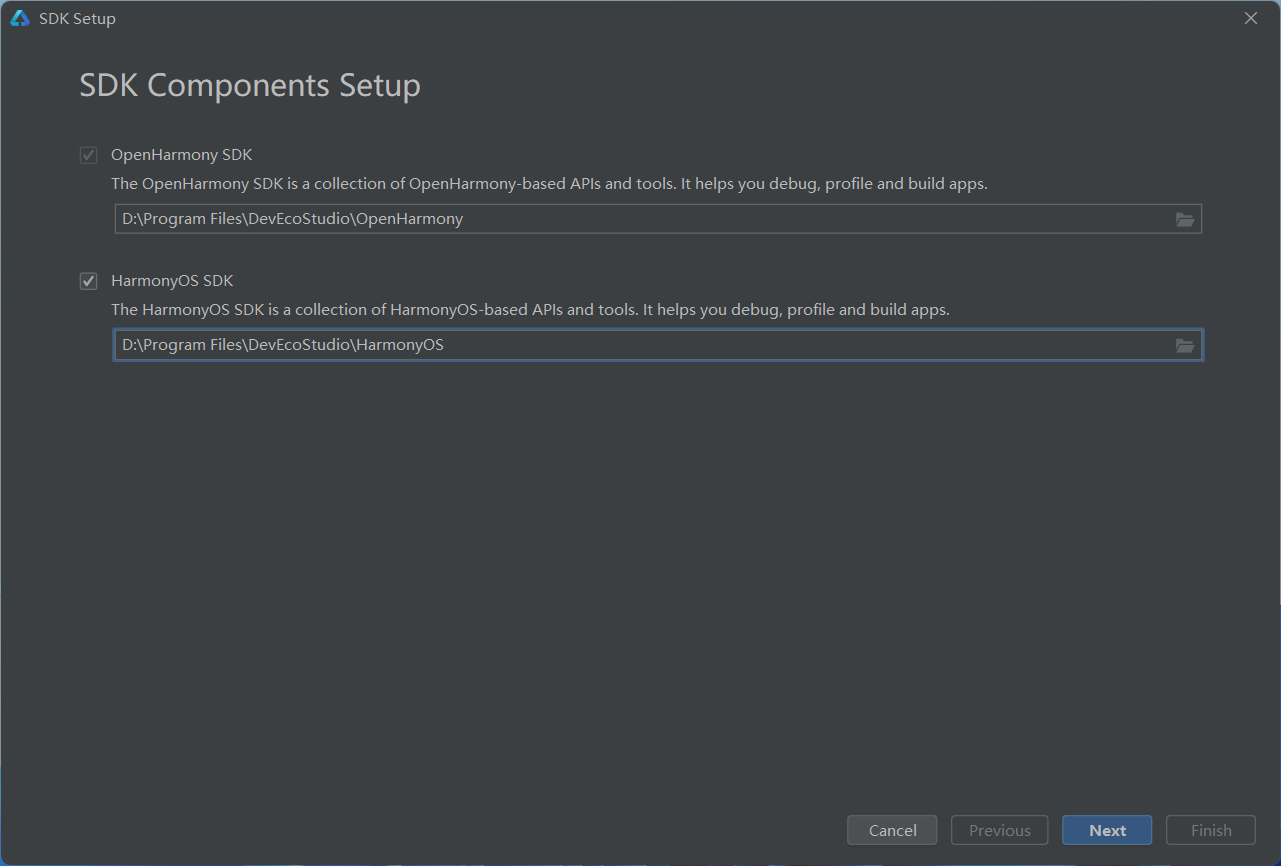 SDK Setup
SDK Components Setup
OpenHarmony SDK
The OpenHarmony SDK is a collection of OpenHarmony-based APIs and tools. It helps you debug, profile and build apps.
D:\Program Files\DevEcoStudio\OpenHarmony
HarmonyOS SDK
The HarmonyOS SDK is a collection of HarmonyOS-based APIs and tools. It helps you debug, profile and build apps.
D:\Program Files\DevEcoStudio\HarmonyOS
Cancel Previous Next Finish